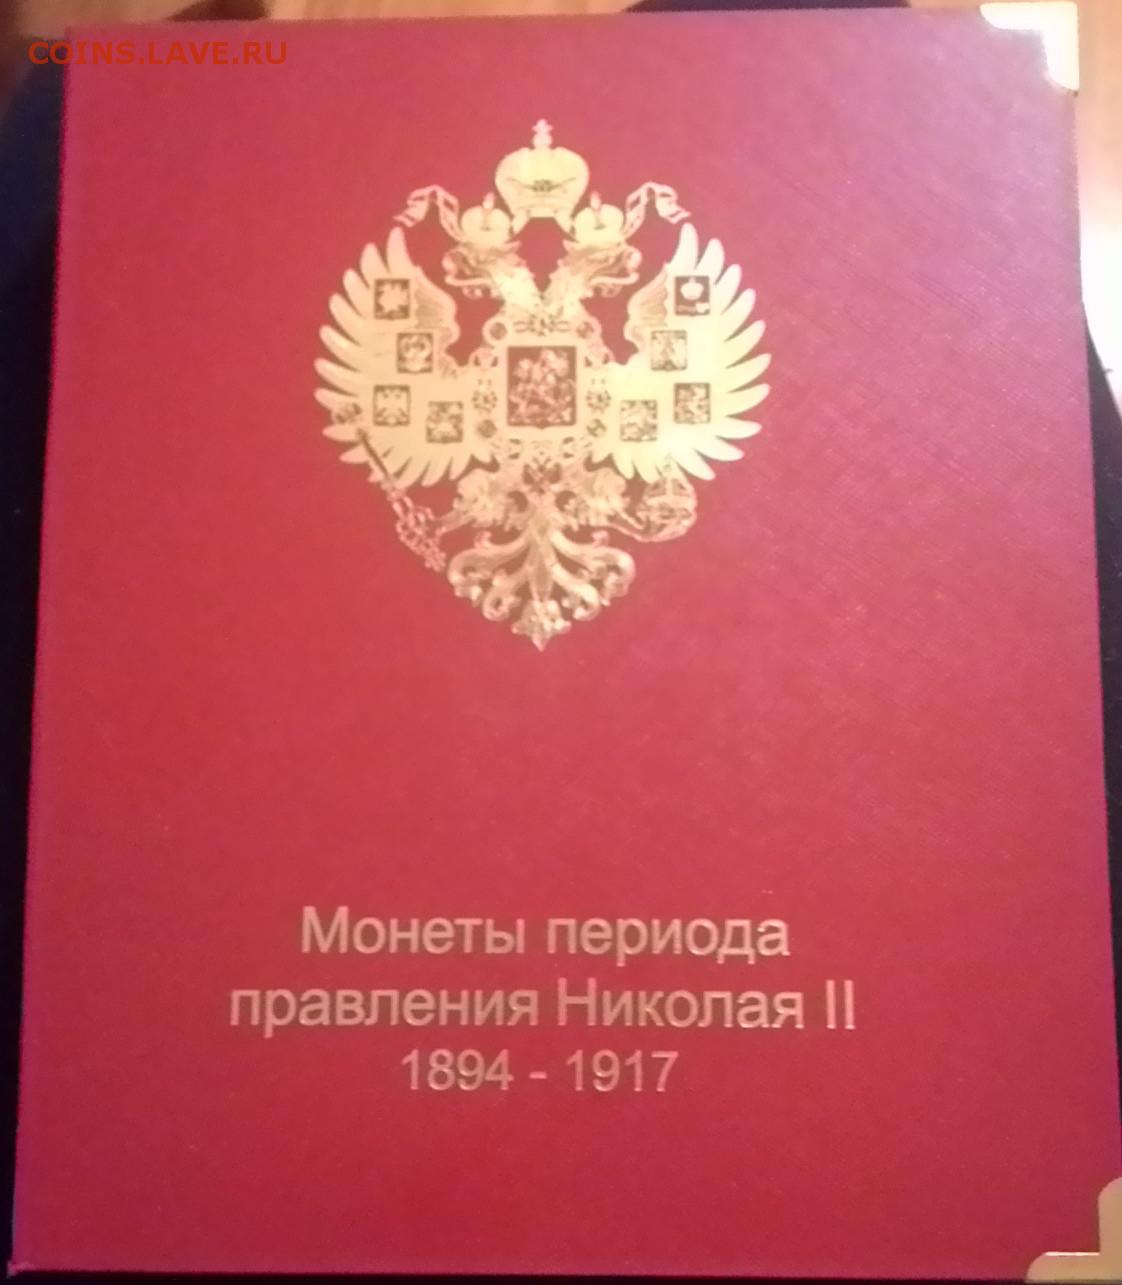 COINS.LAVE.RU
Монеты периода
правления Николая II
1894 - 1917